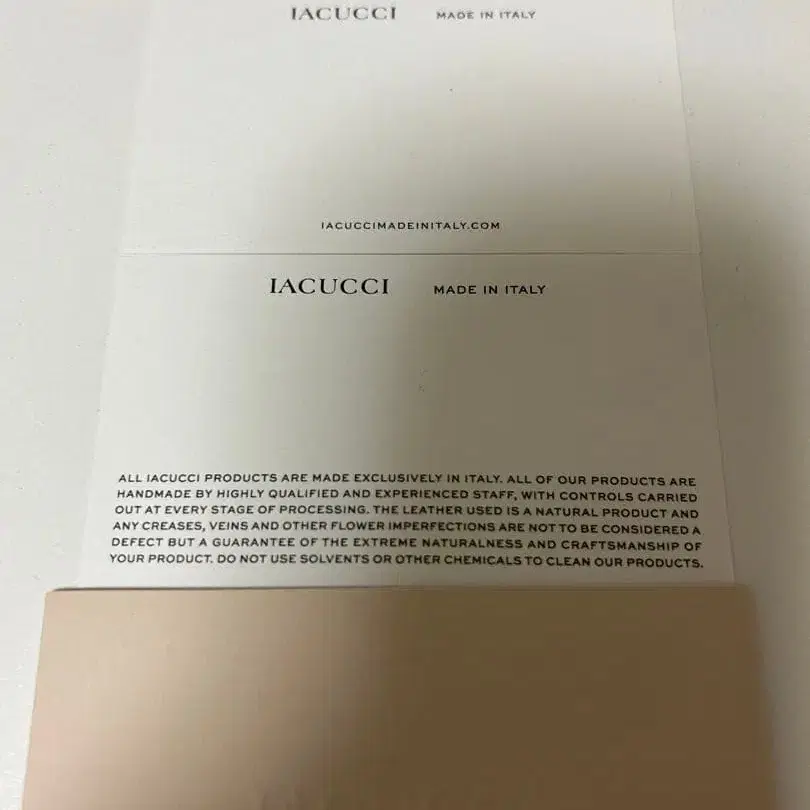 IACUCCI MADE IN ITALY
IACUCCIMADEINITALY.COM
IACUCCI MADE IN ITALY
ALL IACUCCI PRODUCTS ARE MADE EXCLUSIVELY IN ITALY. ALL OF OUR PRODUCTS ARE
HANDMADE BY HIGHLY QUALIFIED AND EXPERIENCED STAFF, WITH CONTROLS CARRIED
OUT AT EVERY STAGE OF PROCESSING. THE LEATHER USED IS A NATURAL PRODUCT AND
ANY CREASES, VEINS AND OTHER FLOWER IMPERFECTIONS ARE NOT TO BE CONSIDERED A
DEFECT BUT A GUARANTEE OF THE EXTREME NATURALNESS AND CRAFTSMANSHIP OF
YOUR PRODUCT. DO NOT USE SOLVENTS OR OTHER CHEMICALS TO CLEAN OUR PRODUCTS.